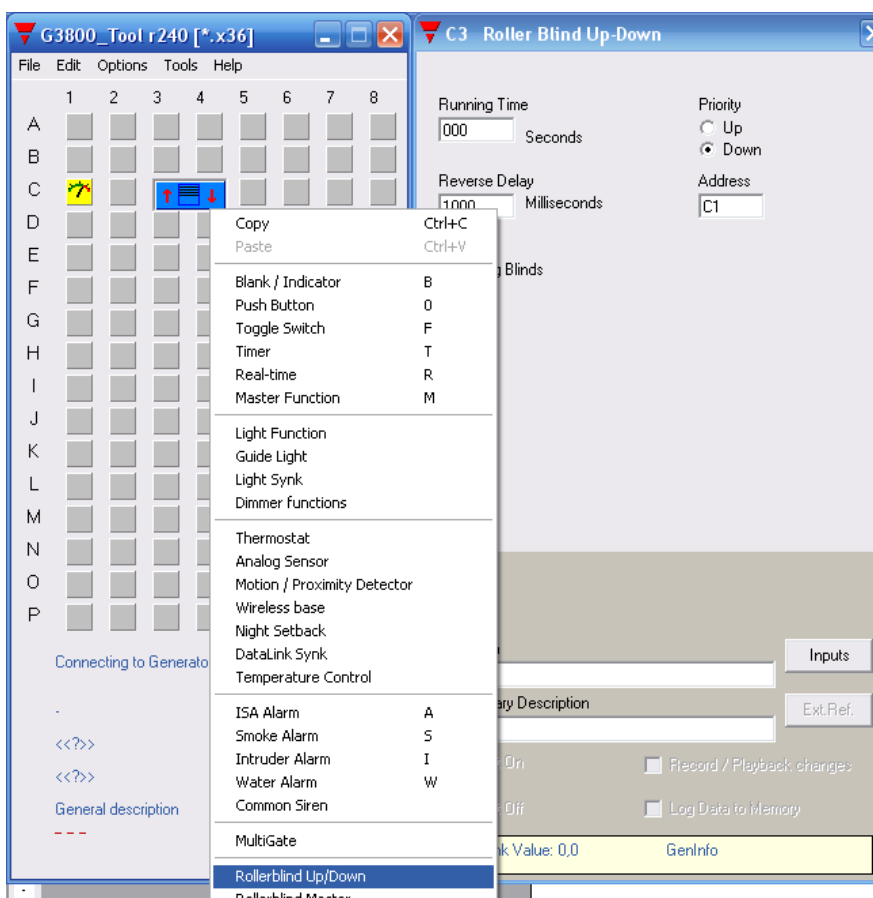 G3800_Tool r240 [*.x36]
File Edit Options Tools Help
1 2 3 4 5 6 7 8
A
B
C
D
E
F
G
H
I
J
K
L
M
N
O
P
Connecting to Generato
-
<<?>>
<<?>>
General description
- - -
Copy Ctrl+C
Paste Ctrl+V
Blank / Indicator B
Push Button 0
Toggle Switch F
Timer T
Real-time R
Master Function M
Light Function
Guide Light
Light Synk
Dimmer functions
Thermostat
Analog Sensor
Motion / Proximity Detector
Wireless base
Night Setback
DataLink Synk
Temperature Control
ISA Alarm A
Smoke Alarm S
Intruder Alarm I
Water Alarm W
Common Siren
MultiGate
Rollerblind Up/Down
Rollerblind Master
C3 Roller Blind Up-Down
Running Time
000 Seconds
Priority
Up
Down
Reverse Delay
1000 Milliseconds
Address
C1
Blinds
Inputs
ary Description
Ext.Ref.
On
Record / Playback changes
Off
Log Data to Memory
nk Value: 0,0 GenInfo